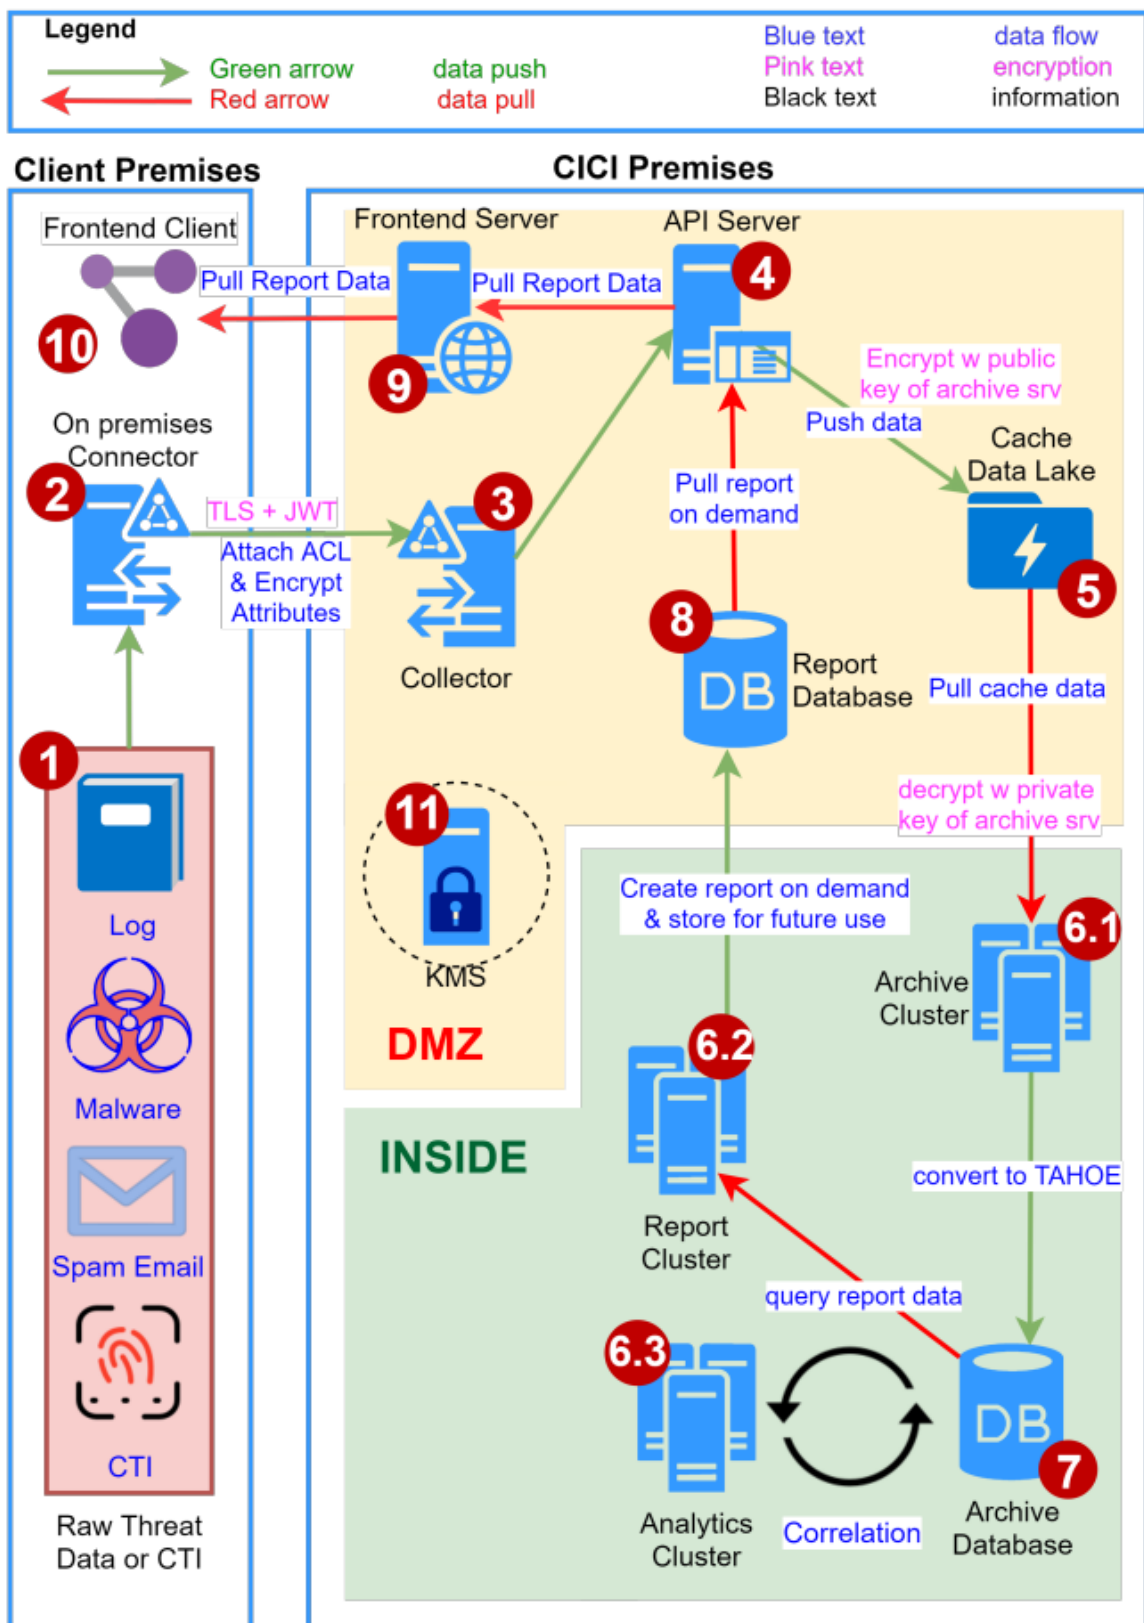 Legend
Green arrow data push
Red arrow data pull
Blue text data flow
Pink text encryption
Black text information
Client Premises
CICI Premises
Frontend Client
10
Pull Report Data
Frontend Server
9
Pull Report Data
API Server
4
Encrypt w public
key of archive srv
Push data
Cache
Data Lake
5
On premises
Connector
2
TLS + JWT
Attach ACL
& Encrypt
Attributes
3
Collector
Pull report
on demand
8
DB
Report
Database
Pull cache data
decrypt w private
key of archive srv
1
Log
Malware
Spam Email
CTI
Raw Threat
Data or CTI
11
KMS
DMZ
Create report on demand
& store for future use
6.1
Archive
Cluster
6.2
INSIDE
Report
Cluster
convert to TAHOE
query report data
6.3
Analytics
Cluster
Correlation
DB
7
Archive
Database